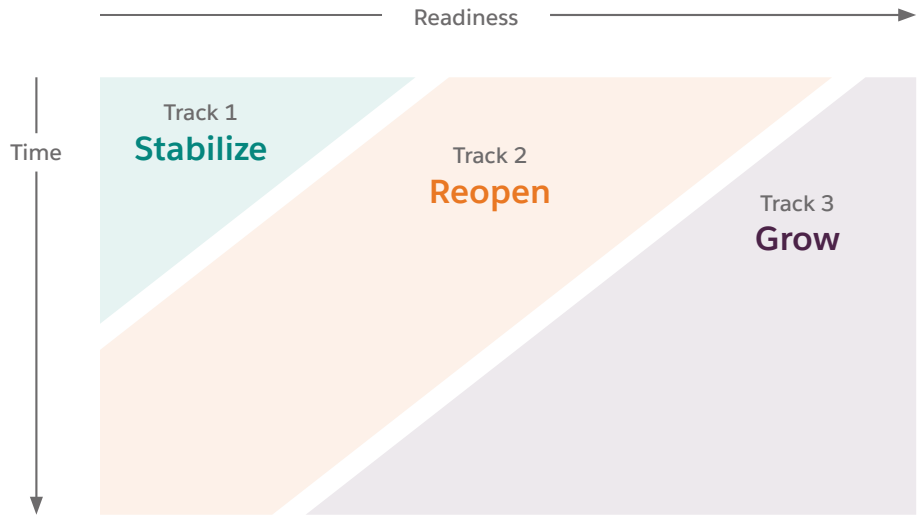 Readiness
Time
Track 1
Stabilize
Track 2
Reopen
Track 3
Grow